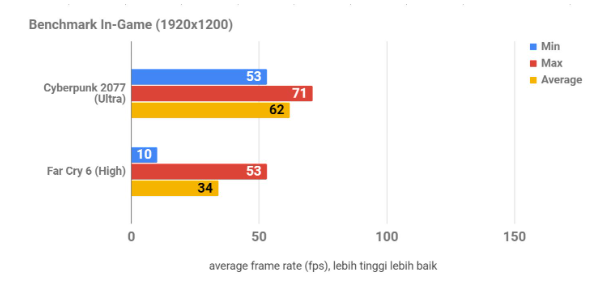 Benchmark In-Game (1920x1200)
Min
Max
Average
Cyberpunk 2077
(Ultra)
53
71
62
Far Cry 6 (High)
10
53
34
0
50
100
150
average frame rate (fps), lebih tinggi lebih baik